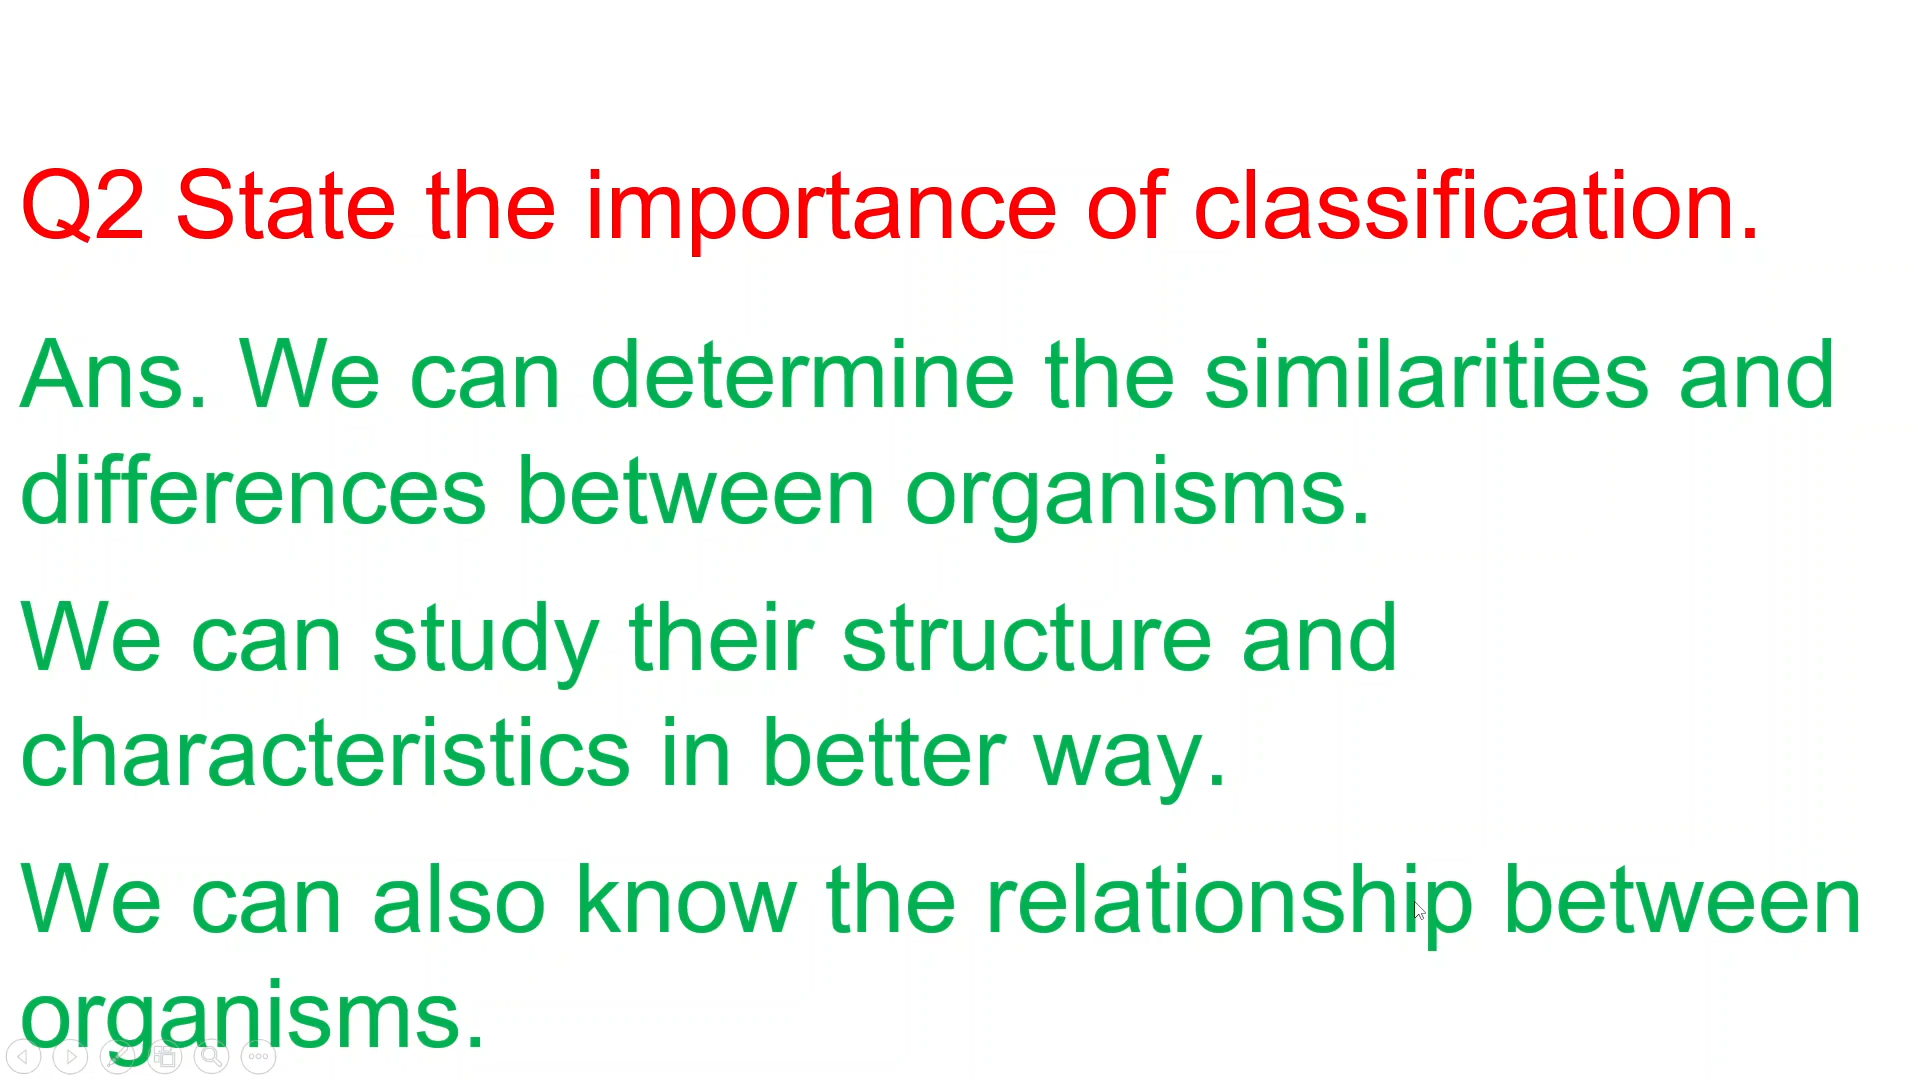 Q2 State the importance of classification.
Ans. We can determine the similarities and
differences between organisms.
We can study their structure and
characteristics in better way.
We can also know the relationship between
organisms.